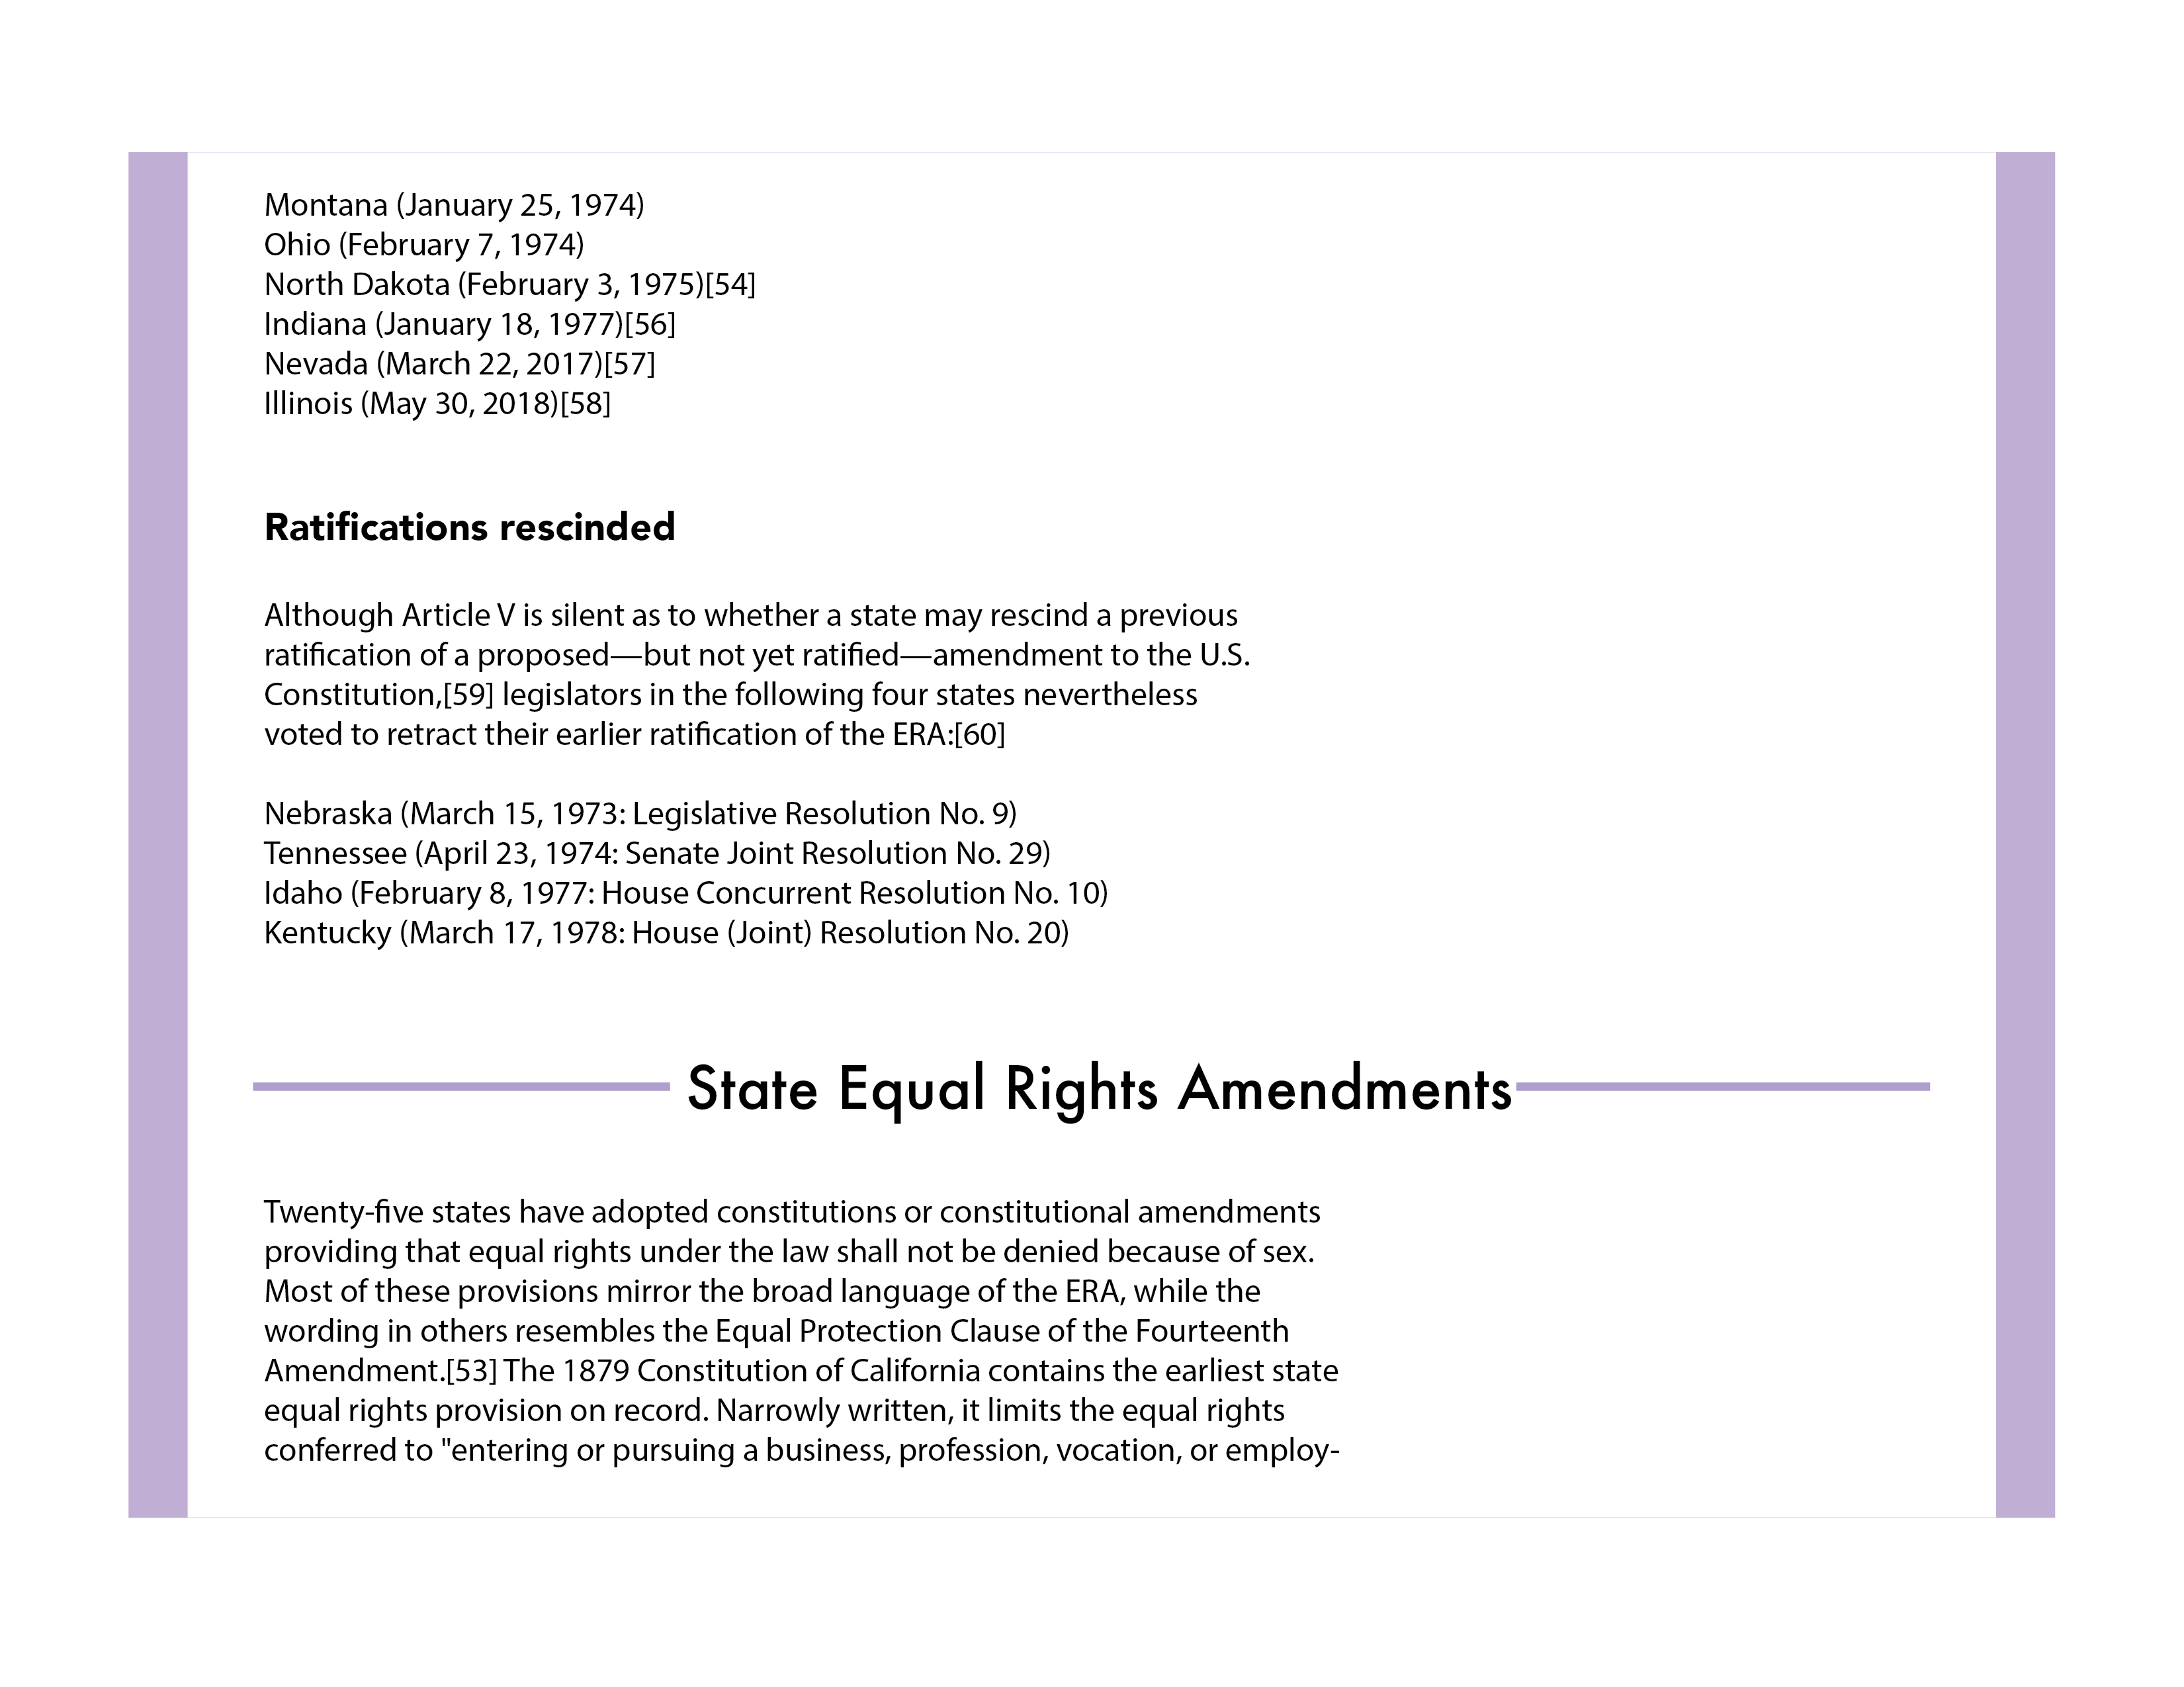 Montana (January 25, 1974)
Ohio (February 7, 1974)
North Dakota (February 3, 1975)[54]
Indiana (January 18, 1977)[56]
Nevada (March 22, 2017)[57]
Illinois (May 30, 2018)[58]
Ratifications rescinded
Although Article V is silent as to whether a state may rescind a previous
ratification of a proposed—but not yet ratified—amendment to the U.S.
Constitution,[59] legislators in the following four states nevertheless
voted to retract their earlier ratification of the ERA:[60]
Nebraska (March 15, 1973: Legislative Resolution No. 9)
Tennessee (April 23, 1974: Senate Joint Resolution No. 29)
Idaho (February 8, 1977: House Concurrent Resolution No. 10)
Kentucky (March 17, 1978: House (Joint) Resolution No. 20)
State Equal Rights Amendments
Twenty-five states have adopted constitutions or constitutional amendments
providing that equal rights under the law shall not be denied because of sex.
Most of these provisions mirror the broad language of the ERA, while the
wording in others resembles the Equal Protection Clause of the Fourteenth
Amendment.[53] The 1879 Constitution of California contains the earliest state
equal rights provision on record. Narrowly written, it limits the equal rights
conferred to "entering or pursuing a business, profession, vocation, or employ-